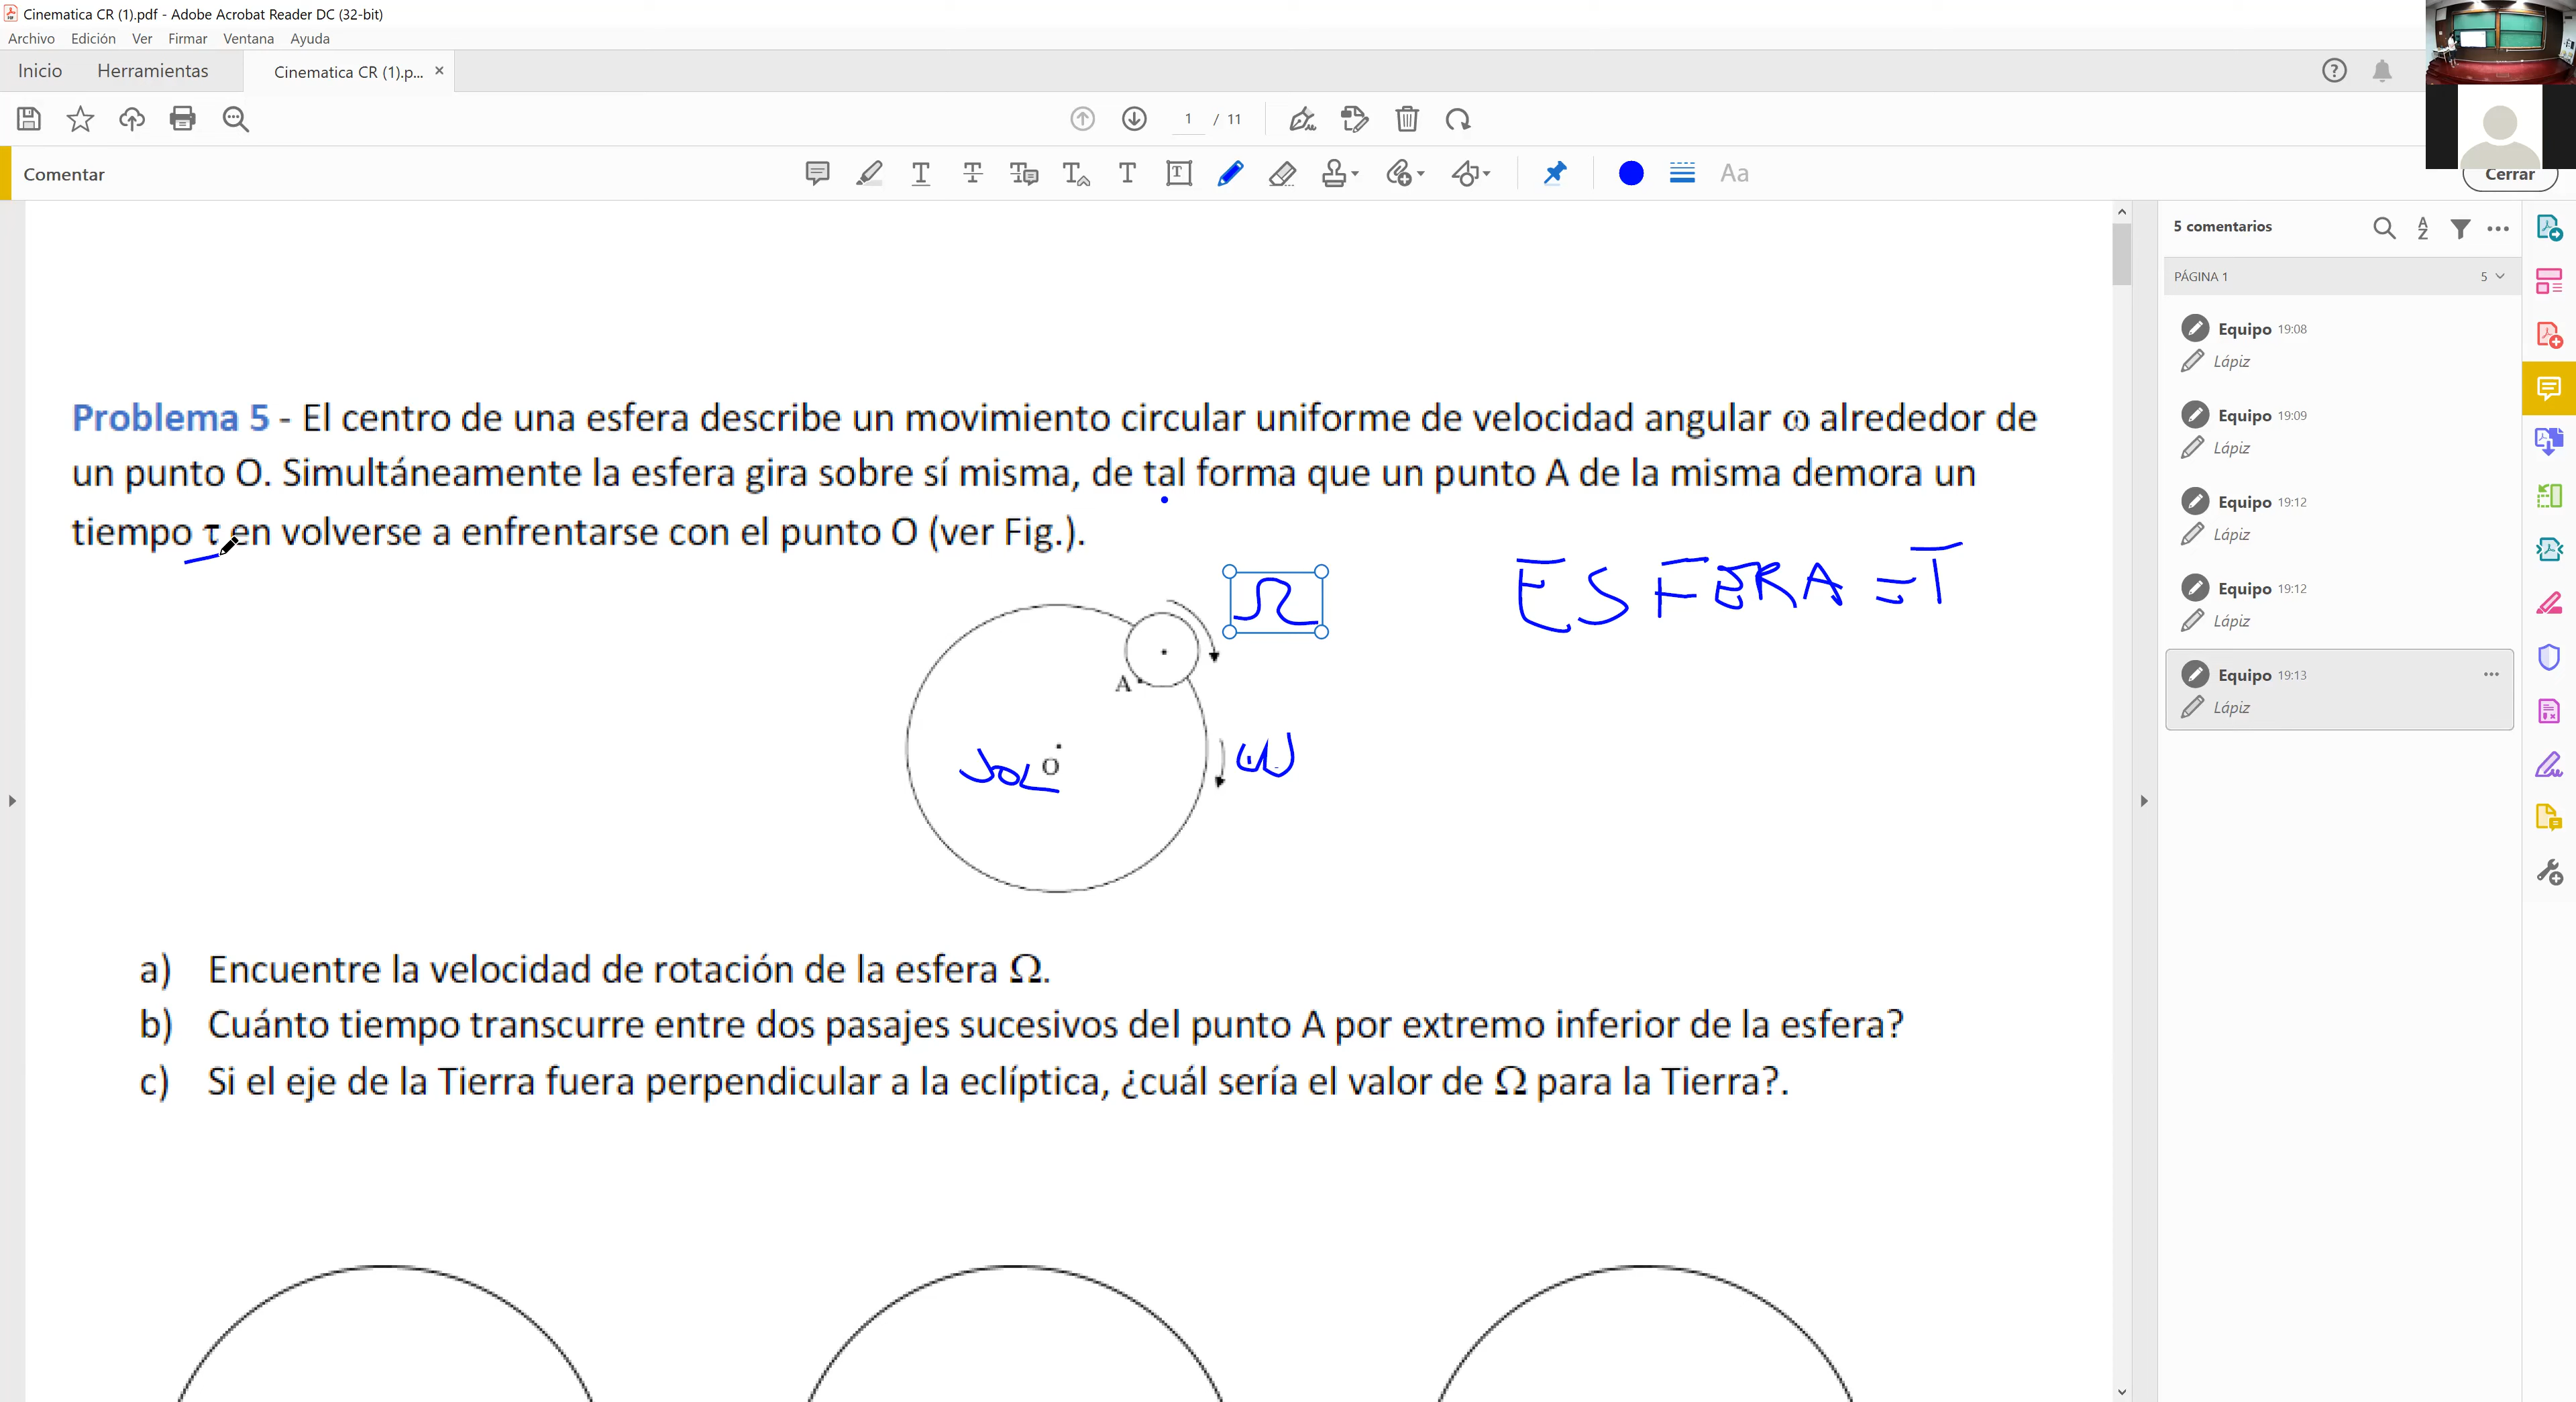 Cinematica CR (1).pdf - Adobe Acrobat Reader DC (32-bit)
Archivo Edición Ver Firmar Ventana Ayuda
Inicio Herramientas Cinematica CR (1).p... ×
1 / 11
Comentar
Aa
Cerrar
5 comentarios
PÁGINA 1 5
Equipo 19:08
Lápiz
Equipo 19:09
Lápiz
Equipo 19:12
Lápiz
Equipo 19:12
Lápiz
Equipo 19:13
Lápiz
Problema 5 - El centro de una esfera describe un movimiento circular uniforme de velocidad angular ω alrededor de
un punto O. Simultáneamente la esfera gira sobre sí misma, de tal forma que un punto A de la misma demora un
tiempo τ en volverse a enfrentarse con el punto O (ver Fig.).
Ω
ESFERA = T
A
SOL O
ω
a) Encuentre la velocidad de rotación de la esfera Ω.
b) Cuánto tiempo transcurre entre dos pasajes sucesivos del punto A por extremo inferior de la esfera?
c) Si el eje de la Tierra fuera perpendicular a la eclíptica, ¿cuál sería el valor de Ω para la Tierra?.